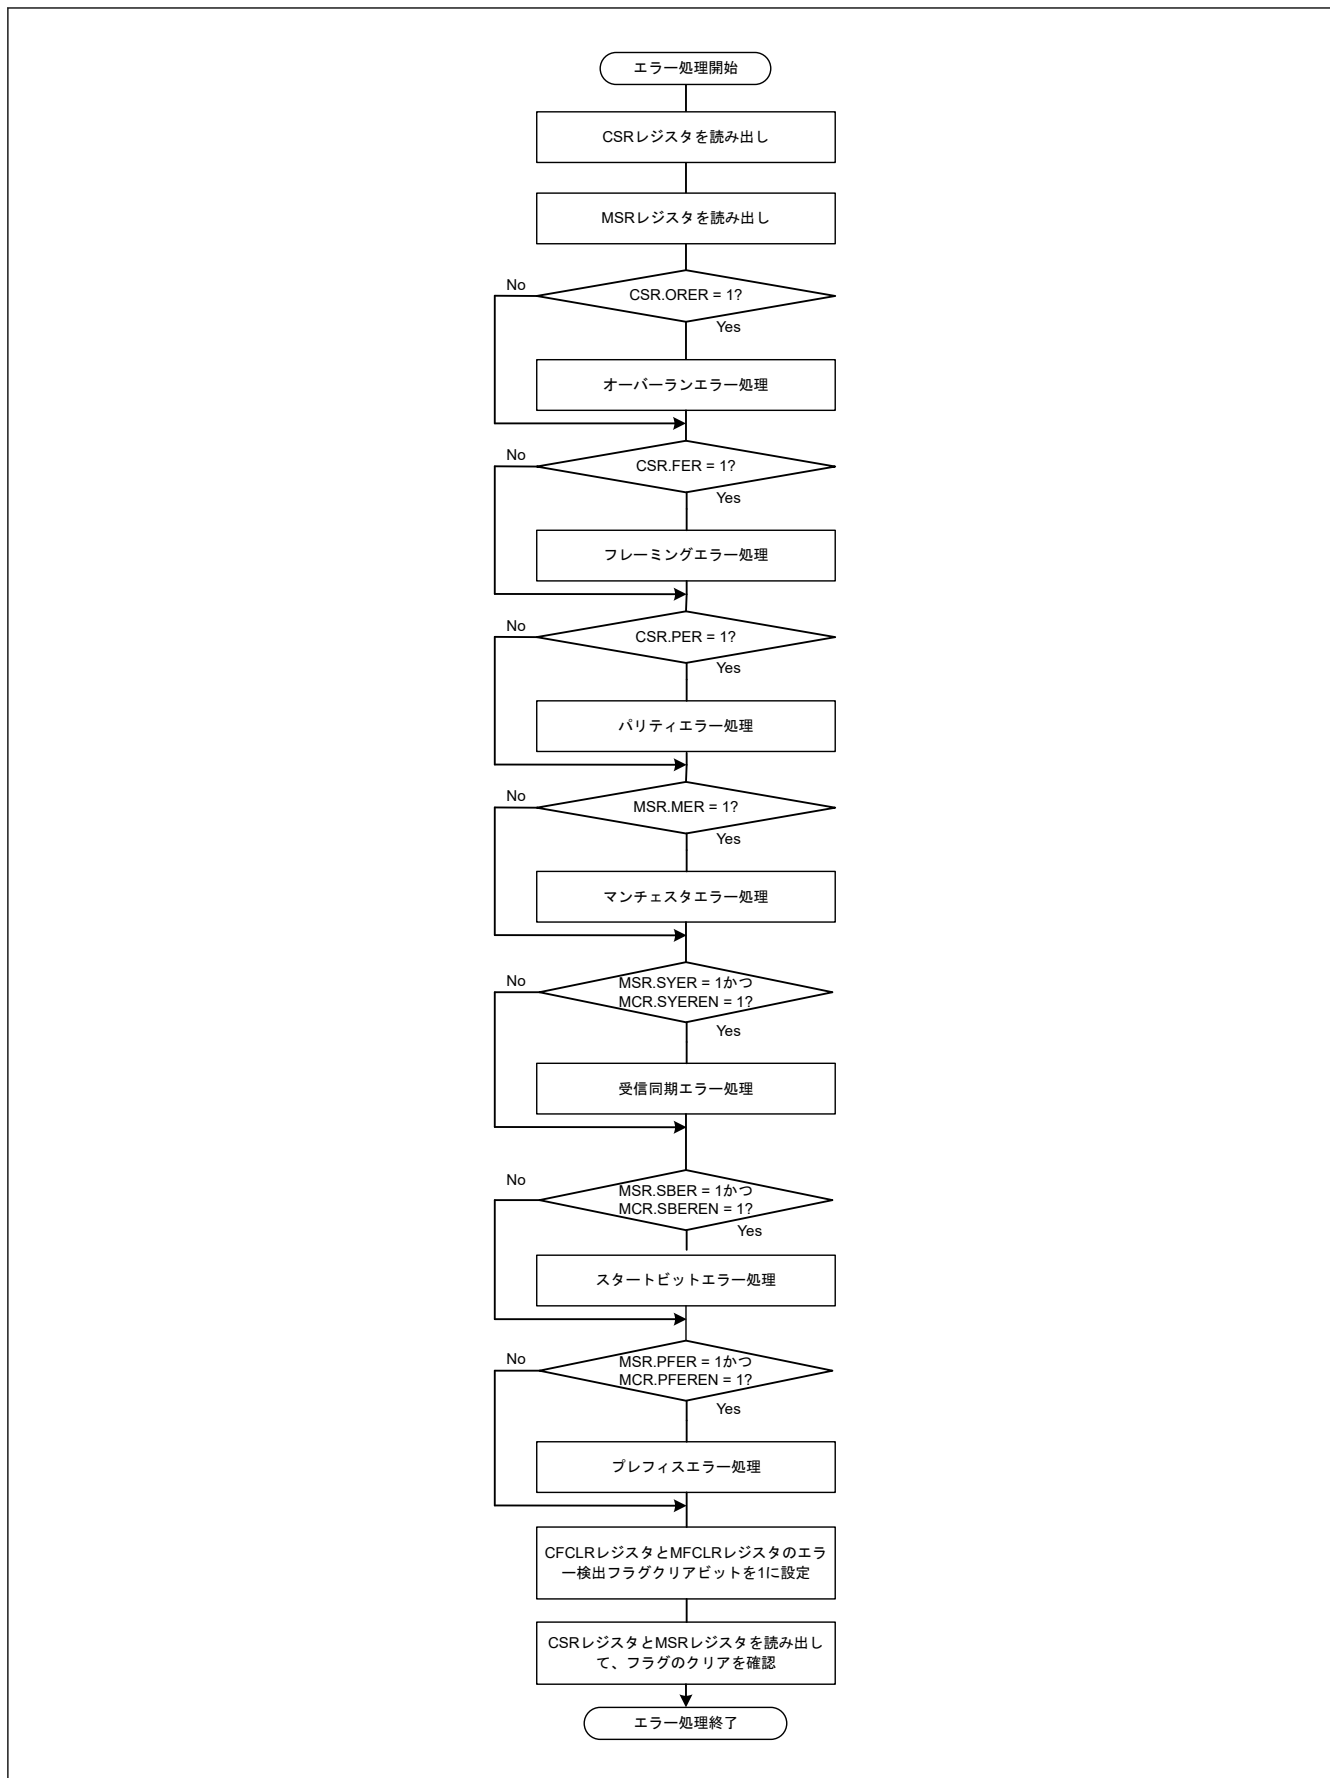 エラー処理開始
CSRレジスタを読み出し
MSRレジスタを読み出し
No
CSR.ORER = 1?
Yes
オーバーランエラー処理
No
CSR.FER = 1?
Yes
フレーミングエラー処理
No
CSR.PER = 1?
Yes
パリティエラー処理
No
MSR.MER = 1?
Yes
マンチェスタエラー処理
No
MSR.SYER = 1かつ
MCR.SYEREN = 1?
Yes
受信同期エラー処理
No
MSR.SBER = 1かつ
MCR.SBEREN = 1?
Yes
スタートビットエラー処理
No
MSR.PFER = 1かつ
MCR.PFEREN = 1?
Yes
プレフィスエラー処理
CFCLRレジスタとMFCLRレジスタのエラ
ー検出フラグクリアビットを1に設定
CSRレジスタとMSRレジスタを読み出し
て、フラグのクリアを確認
エラー処理終了